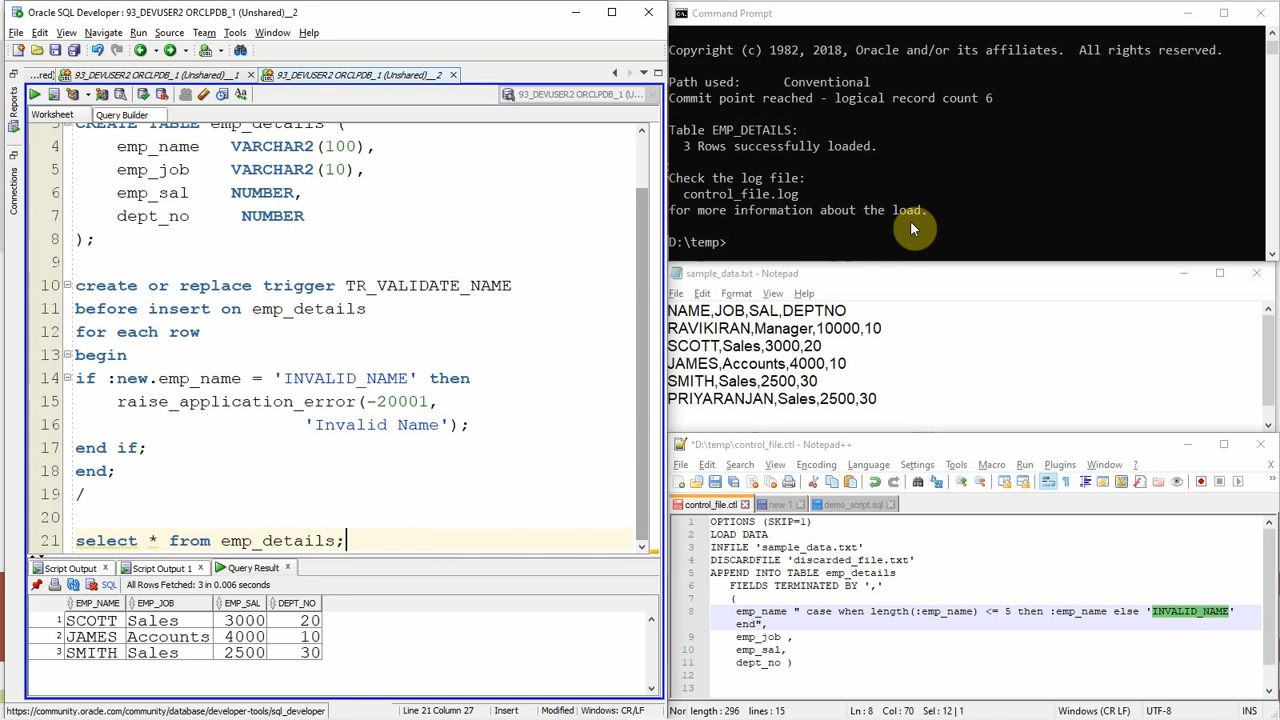 Oracle SQL Developer: 93_DEVUSER2 ORCLPDB_1 (Unshared)__2
File Edit View Navigate Run Source Team Tools Window Help
...red) 93_DEVUSER2 ORCLPDB_1 (Unshared)__1 93_DEVUSER2 ORCLPDB_1 (Unshared)__2
93_DEVUSER2 ORCLPDB_1 (U...
Worksheet Query Builder
Reports
Connections
3 CREATE TABLE emp_details (
4 emp_name VARCHAR2(100),
5 emp_job VARCHAR2(10),
6 emp_sal NUMBER,
7 dept_no NUMBER
8 );
9
10 create or replace trigger TR_VALIDATE_NAME
11 before insert on emp_details
12 for each row
13 begin
14 if :new.emp_name = 'INVALID_NAME' then
15 raise_application_error(-20001,
16 'Invalid Name');
17 end if;
18 end;
19 /
20
21 select * from emp_details;
Script Output Script Output 1 Query Result
SQL All Rows Fetched: 3 in 0.006 seconds
EMP_NAME EMP_JOB EMP_SAL DEPT_NO
1 SCOTT Sales 3000 20
2 JAMES Accounts 4000 10
3 SMITH Sales 2500 30
https://community.oracle.com/community/database/developer-tools/sql_developer Line 21 Column 27 Insert Modified Windows: CR/LF
Command Prompt
Copyright (c) 1982, 2018, Oracle and/or its affiliates. All rights reserved.
Path used: Conventional
Commit point reached - logical record count 6
Table EMP_DETAILS:
3 Rows successfully loaded.
Check the log file:
control_file.log
for more information about the load.
D:\temp>
sample_data.txt - Notepad
File Edit Format View Help
NAME,JOB,SAL,DEPTNO
RAVIKIRAN,Manager,10000,10
SCOTT,Sales,3000,20
JAMES,Accounts,4000,10
SMITH,Sales,2500,30
PRIYARANJAN,Sales,2500,30
*D:\temp\control_file.ctl - Notepad++
File Edit Search View Encoding Language Settings Tools Macro Run Plugins Window ?
control_file.ctl new 1 demo_script.sql
1 OPTIONS (SKIP=1)
2 LOAD DATA
3 INFILE 'sample_data.txt'
4 DISCARDFILE 'discarded_file.txt'
5 APPEND INTO TABLE emp_details
6 FIELDS TERMINATED BY ','
7 (
8 emp_name " case when length(:emp_name) <= 5 then :emp_name else 'INVALID_NAME'
end",
9 emp_job ,
10 emp_sal,
11 dept_no )
12
13
Nor length : 296 lines : 15 Ln : 8 Col : 70 Sel : 12 | 1 Windows (CR LF) UTF-8 INS